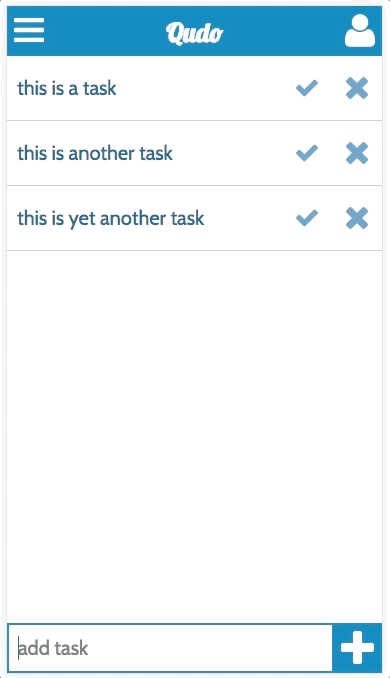 Qudo
this is a task
this is another task
this is yet another task
add task